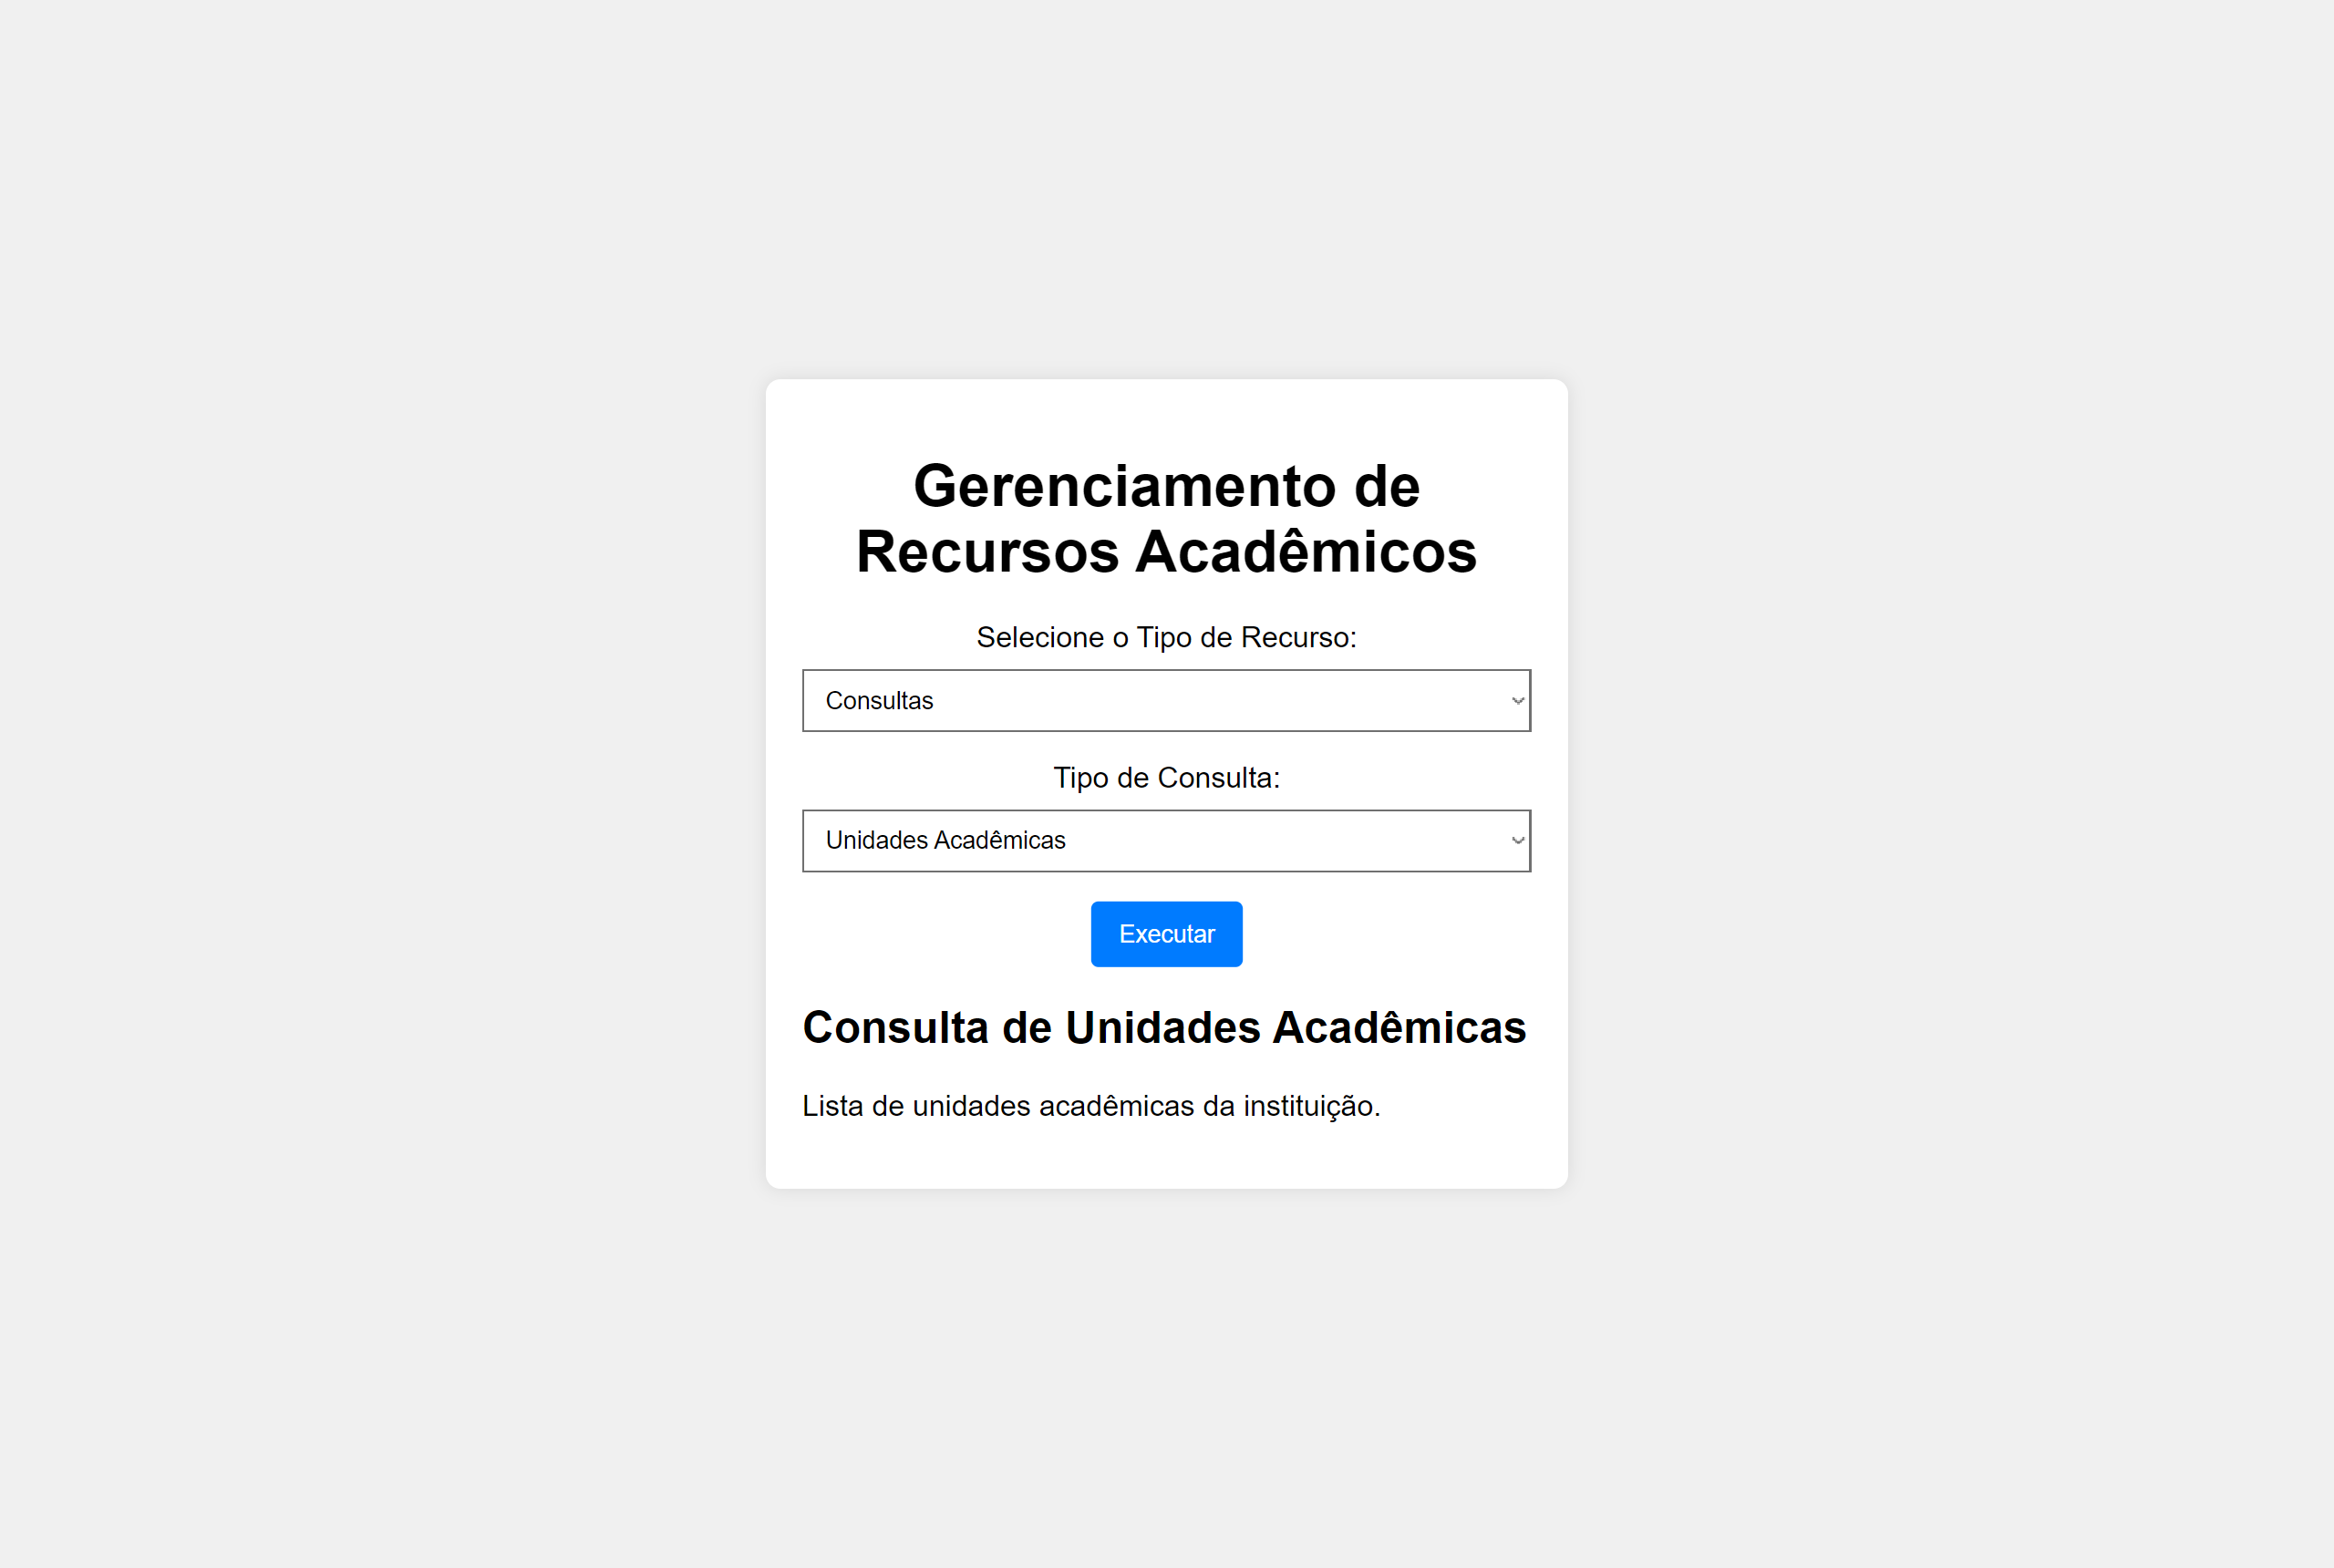 Gerenciamento de
Recursos Acadêmicos
Selecione o Tipo de Recurso:
Consultas
Tipo de Consulta:
Unidades Acadêmicas
Executar
Consulta de Unidades Acadêmicas
Lista de unidades acadêmicas da instituição.